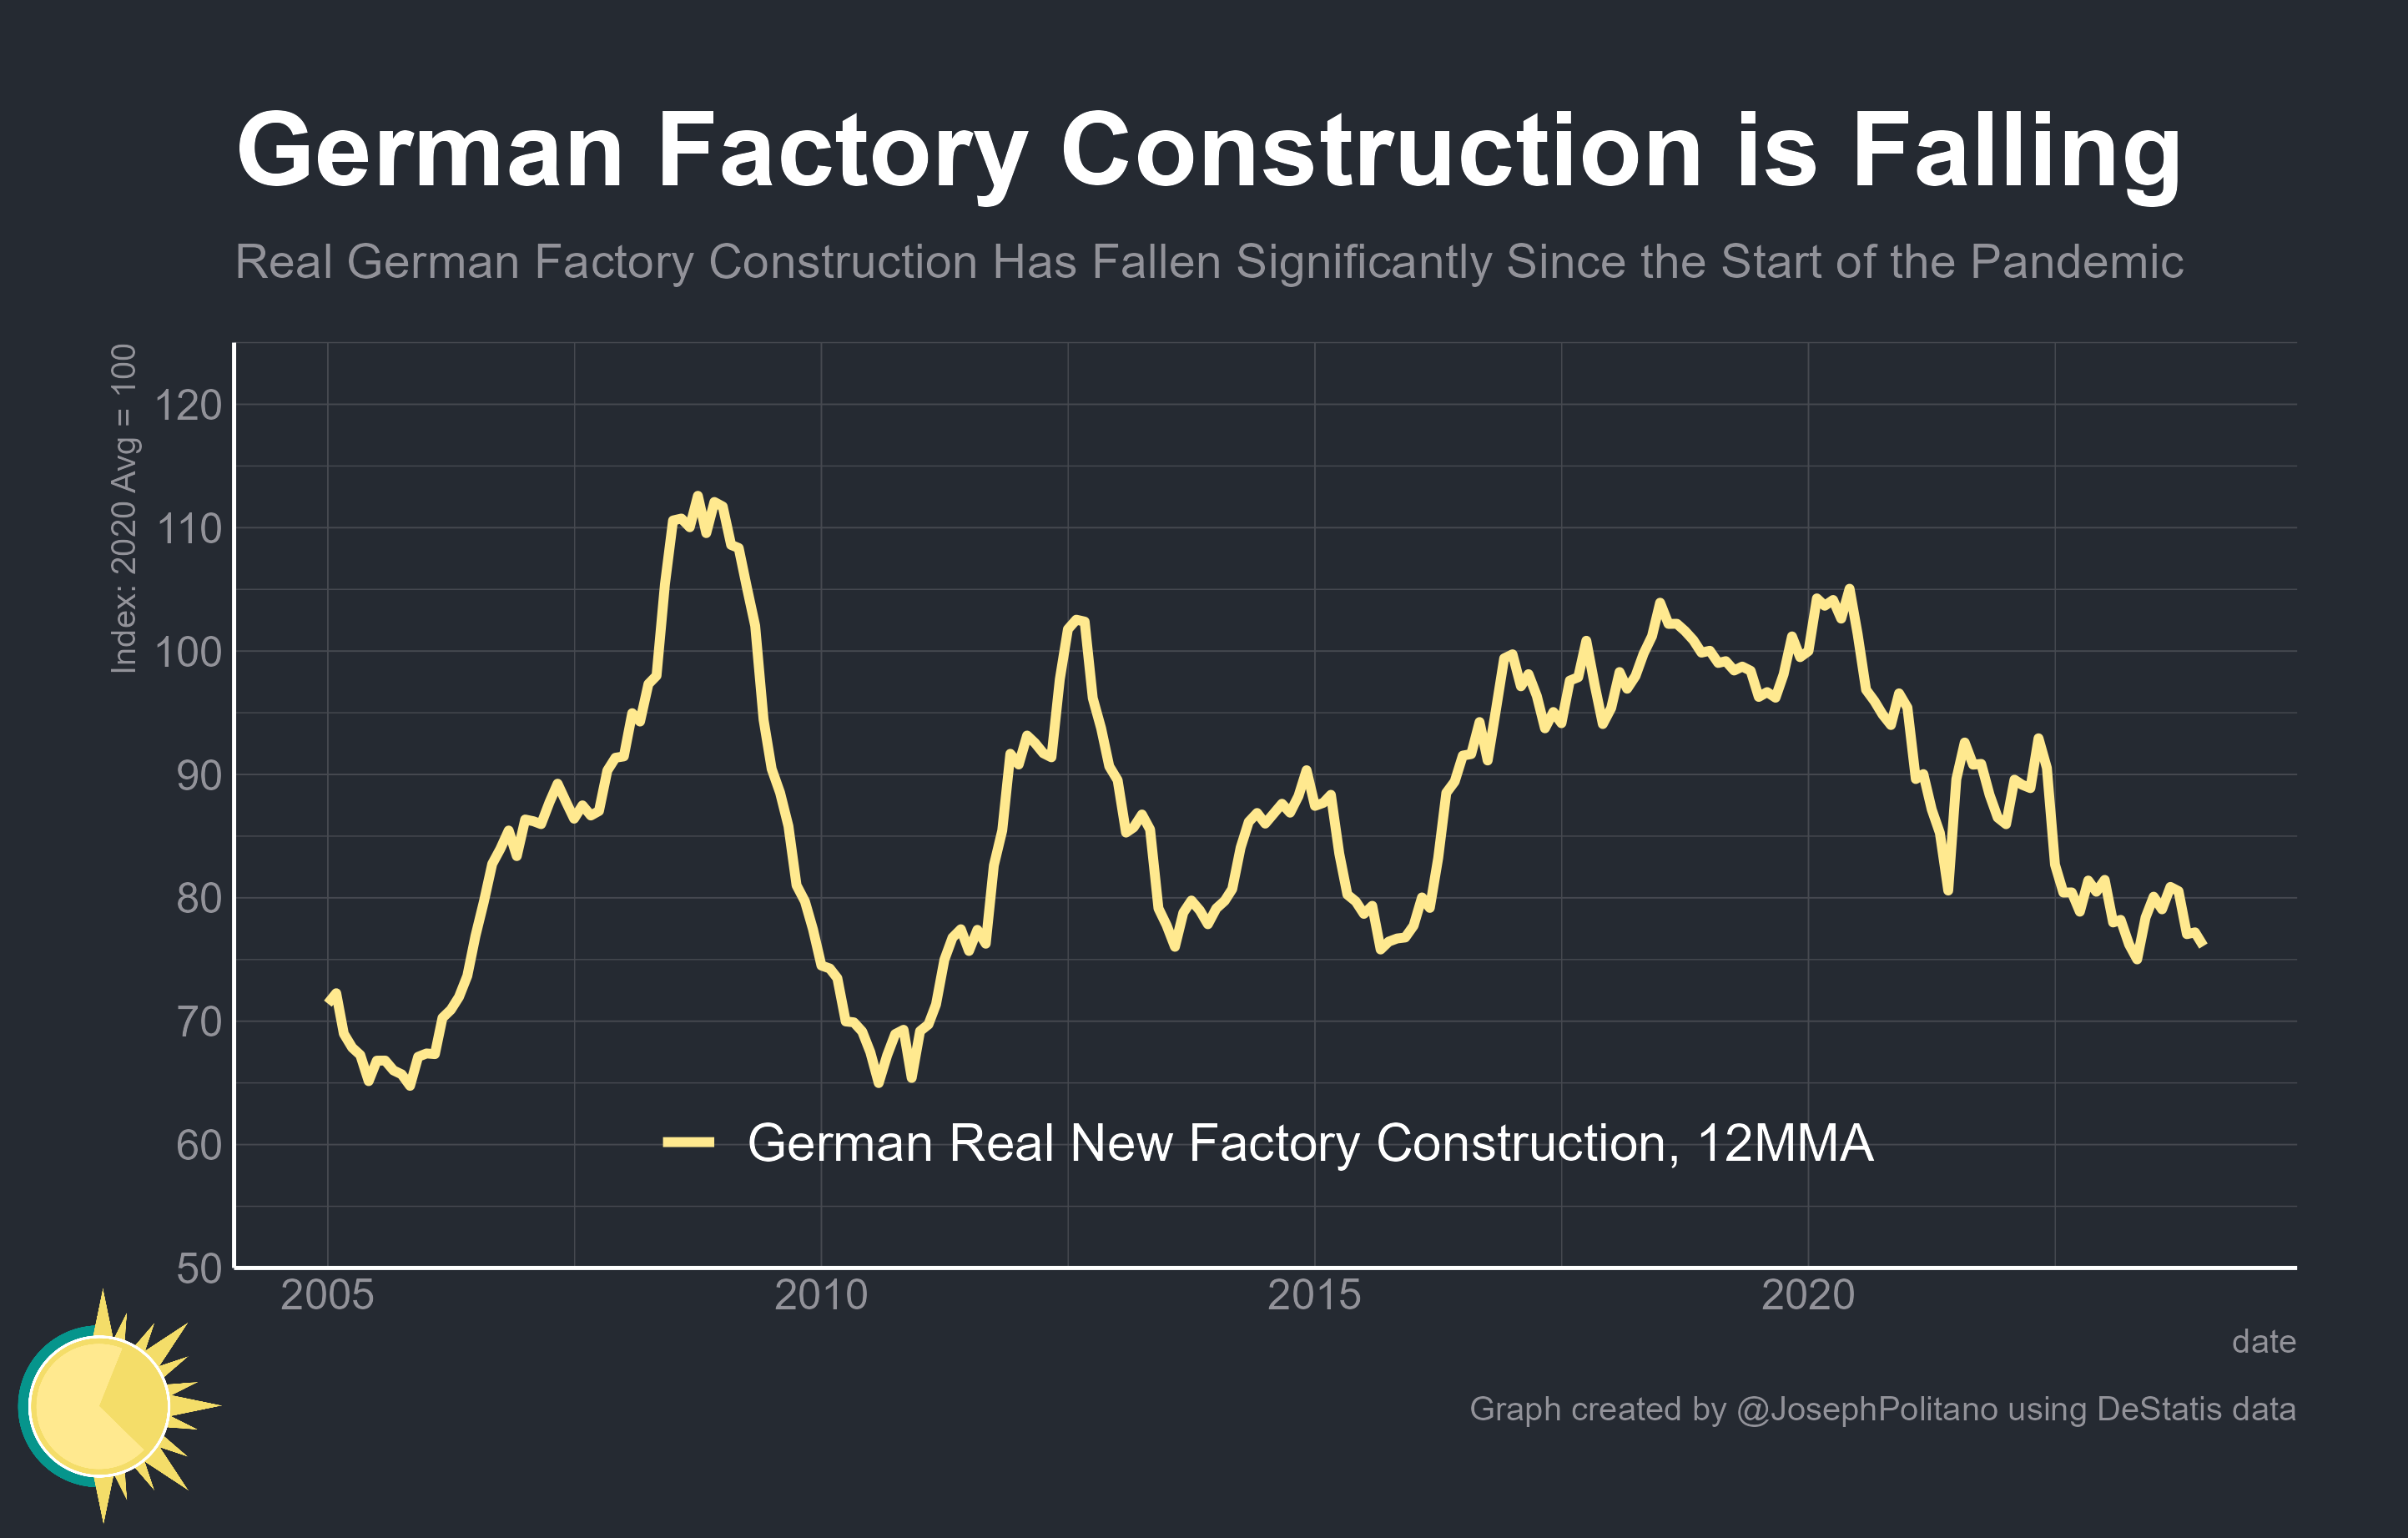 German Factory Construction is Falling
Real German Factory Construction Has Fallen Significantly Since the Start of the Pandemic
Index: 2020 Avg = 100
120
110
100
90
80
70
60
50
German Real New Factory Construction, 12MMA
2005
2010
2015
2020
date
Graph created by @JosephPolitano using DeStatis data